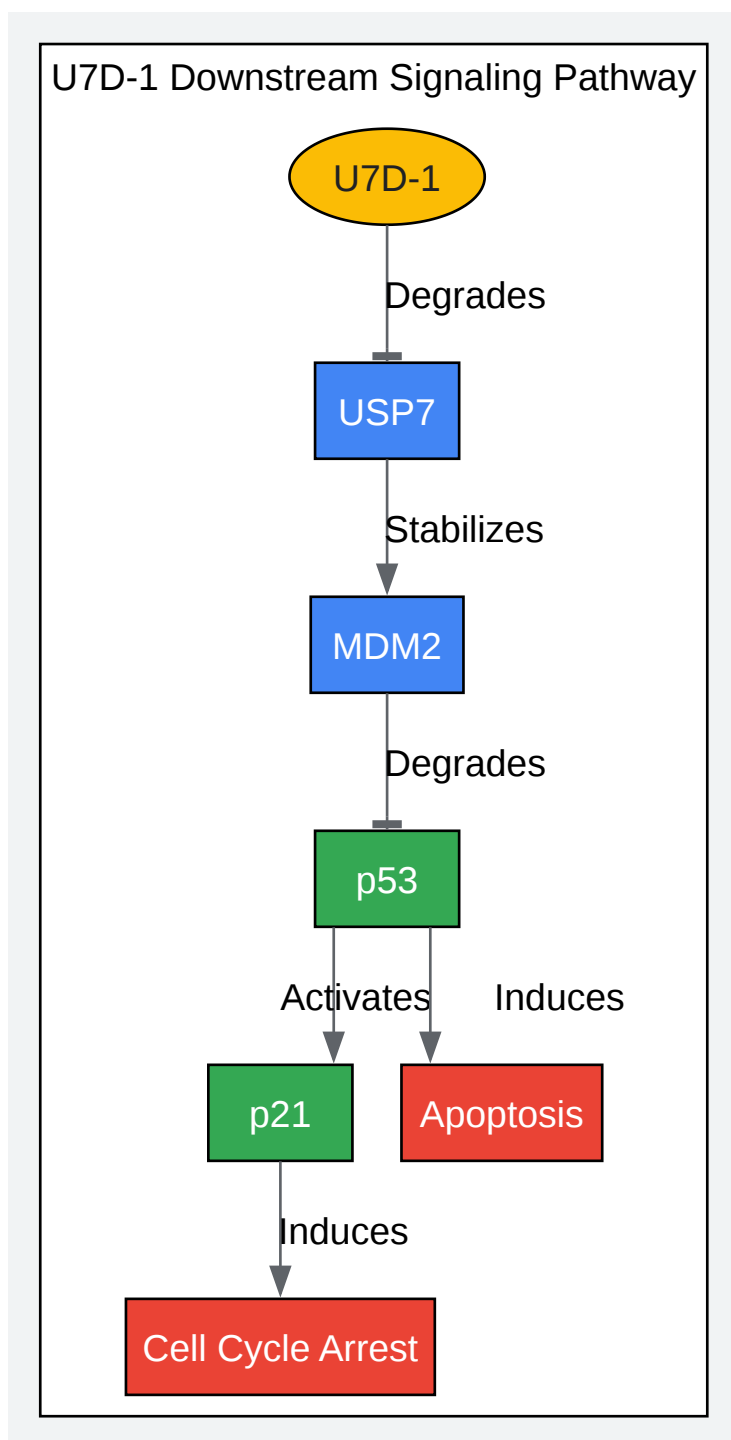 U7D-1 Downstream Signaling Pathway
U7D-1
Degrades
USP7
Stabilizes
MDM2
Degrades
p53
Activates
Induces
p21
Apoptosis
Induces
Cell Cycle Arrest